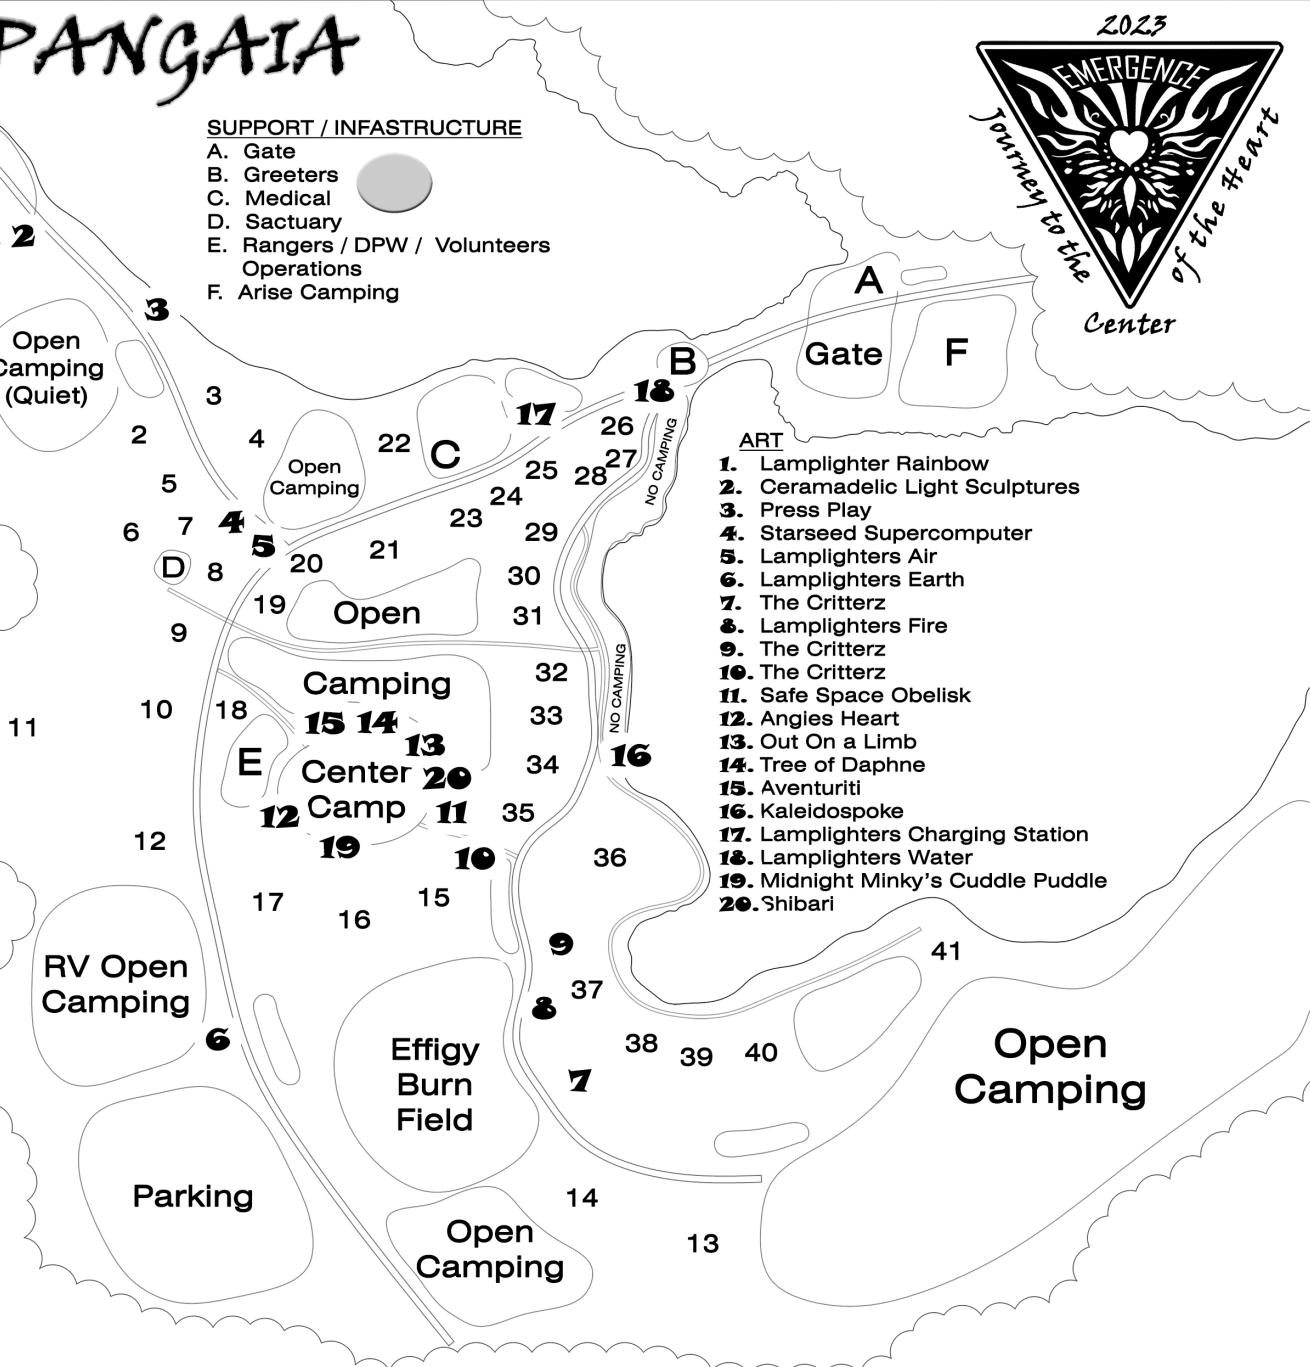 PANGAIA
2023
EMERGENCE
Journey to the
Center
of the Heart
SUPPORT / INFASTRUCTURE
A. Gate
B. Greeters
C. Medical
D. Sactuary
E. Rangers / DPW / Volunteers
Operations
F. Arise Camping
2
3
A
Gate
F
Open
Camping
(Quiet)
B
18
17
3
2
4
22
C
26
27
28
25
24
23
29
NO CAMPING
Open
Camping
5
6
7
4
5
D
8
20
21
30
19
Open
31
9
32
NO CAMPING
Camping
10
18
11
15
14
13
33
E
Center
Camp
20
34
16
12
11
35
19
10
12
36
17
16
15
9
37
8
RV Open
Camping
6
Effigy
Burn
Field
38
39
40
41
7
Open
Camping
Parking
14
13
Open
Camping
ART
1. Lamplighter Rainbow
2. Ceramadelic Light Sculptures
3. Press Play
4. Starseed Supercomputer
5. Lamplighters Air
6. Lamplighters Earth
7. The Critterz
8. Lamplighters Fire
9. The Critterz
10. The Critterz
11. Safe Space Obelisk
12. Angies Heart
13. Out On a Limb
14. Tree of Daphne
15. Aventuriti
16. Kaleidospoke
17. Lamplighters Charging Station
18. Lamplighters Water
19. Midnight Minky's Cuddle Puddle
20. Shibari